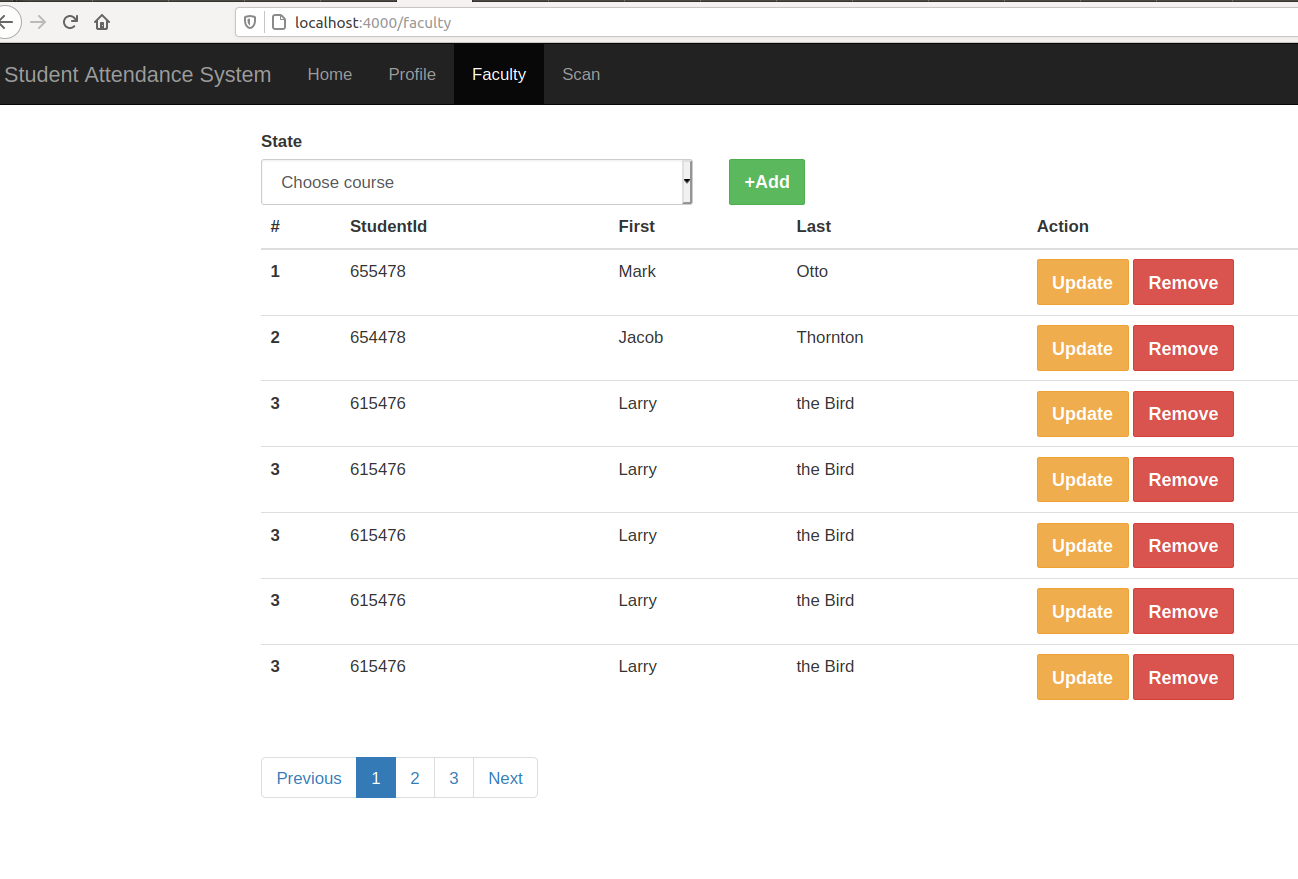 localhost:4000/faculty
Student Attendance System Home Profile Faculty Scan
State
Choose course +Add
# StudentId First Last Action
1 655478 Mark Otto Update Remove
2 654478 Jacob Thornton Update Remove
3 615476 Larry the Bird Update Remove
3 615476 Larry the Bird Update Remove
3 615476 Larry the Bird Update Remove
3 615476 Larry the Bird Update Remove
3 615476 Larry the Bird Update Remove
Previous 1 2 3 Next